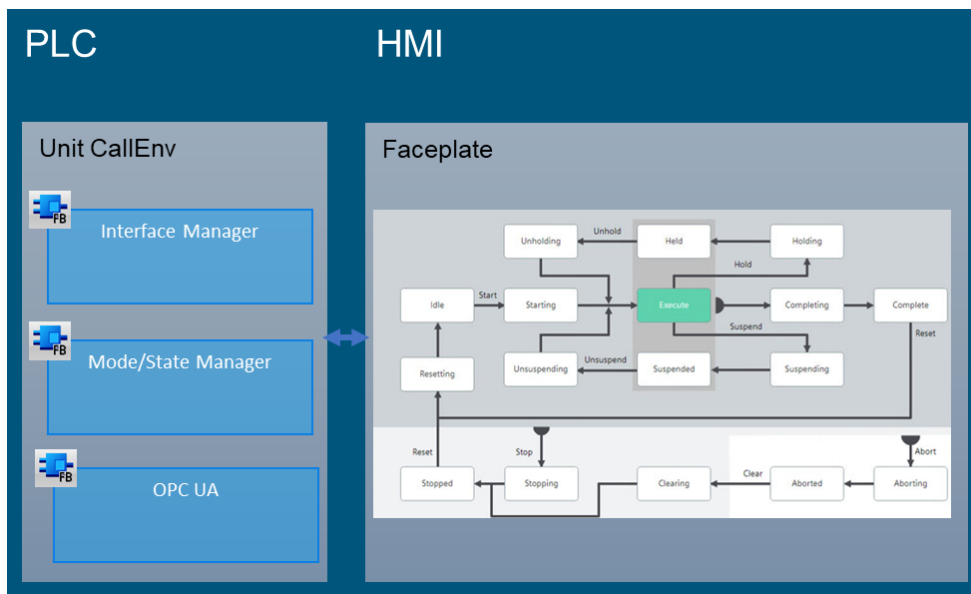 PLC
HMI
Unit CallEnv
FB
Interface Manager
FB
Mode/State Manager
FB
OPC UA
Faceplate
Unholding
Unhold
Held
Holding
Hold
Idle
Start
Starting
Execute
Completing
Complete
Suspend
Reset
Resetting
Unsuspending
Unsuspend
Suspended
Suspending
Reset
Stop
Abort
Stopped
Stopping
Clearing
Clear
Aborted
Aborting